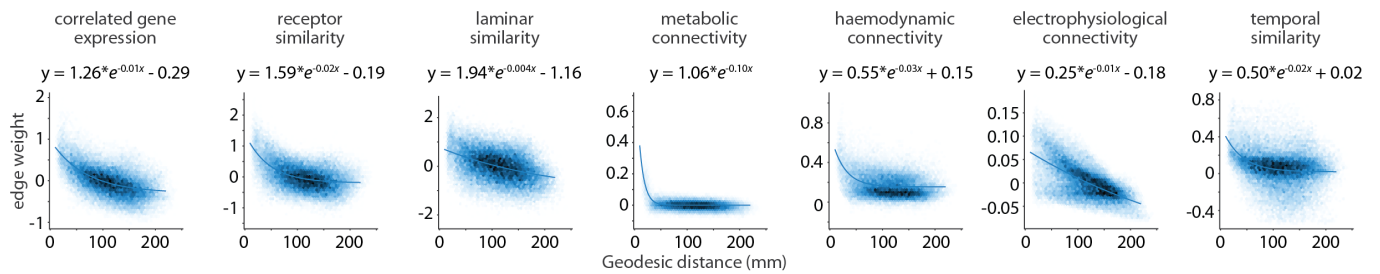 correlated gene
expression
receptor
similarity
laminar
similarity
metabolic
connectivity
haemodynamic
connectivity
electrophysiological
connectivity
temporal
similarity
y = 1.26*e^-0.01x - 0.29
y = 1.59*e^-0.02x - 0.19
y = 1.94*e^-0.004x - 1.16
y = 1.06*e^-0.10x
y = 0.55*e^-0.03x + 0.15
y = 0.25*e^-0.01x - 0.18
y = 0.50*e^-0.02x + 0.02
edge weight
2
1
0
-1
0 100 200
2
1
0
-1
0 100 200
2
0
-2
0 100 200
0.6
0.4
0.2
0
0 100 200
0.8
0.4
0
0 100 200
0.15
0.10
0.05
0
-0.05
0 100 200
0.8
0.4
0
-0.4
0 100 200
Geodesic distance (mm)